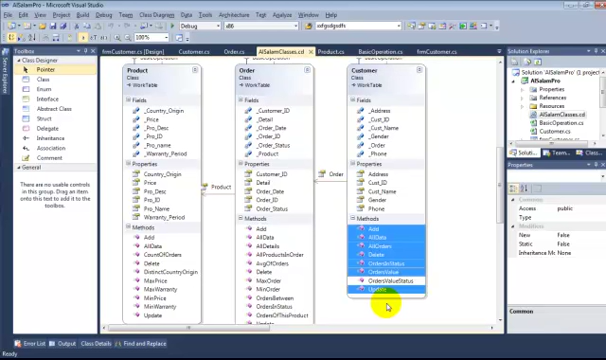 AlSalamPro - Microsoft Visual Studio
File Edit View Project Build Debug Team Class Diagram Data Tools Architecture Test Analyze Window Help
Debug x86
100%
Server Explorer
Toolbox
Class Designer
Pointer
Class
Enum
Interface
Abstract Class
Struct
Delegate
Inheritance
Association
Comment
General
There are no usable controls in this group. Drag an item onto this text to add it to the toolbox.
frmCustomer.cs [Design] Customer.cs Order.cs AlSalamClasses.cd Product.cs BasicOperation.cs frmCustomer.cs
Product
Class
WorkTable
Fields
_Country_Origin
_Price
_Pro_Desc
_Pro_ID
_Pro_name
_Warranty_Period
Properties
Country_Origin
Price
Pro_Desc
Pro_ID
Pro_Name
Warranty_Period
Methods
Add
AllData
CountOfOrders
Delete
DistinctCountryOrigin
MaxPrice
MaxWarranty
MinPrice
MinWarranty
Update
Product
Order
Class
WorkTable
Fields
_Customer_ID
_Detail
_Order_Date
_Order_ID
_Order_Status
_Product
Properties
Customer_ID
Detail
Order_Date
Order_ID
Order_Status
Methods
Add
AllData
AllDetails
AllProductsInOrder
AvgOfOrders
Delete
MaxOrder
MinOrder
OrdersBetween
OrdersInStatus
OrdersOfThisProduct
Update
Order
Customer
Class
WorkTable
Fields
_Address
_Cust_ID
_Cust_Name
_Gender
_Order
_Phone
Properties
Address
Cust_ID
Cust_Name
Gender
Phone
Methods
Add
AllData
AllOrders
Delete
OrdersInStatus
OrdersValue
OrdersValueStatus
Update
Solution Explorer
Solution 'AlSalamPro' (1 project)
AlSalamPro
Properties
References
Resources
AlSalamClasses.cd
BasicOperation.cs
Customer.cs
Properties
Common
Access public
Type
Modifiers
New False
Static False
Inheritance Mo None
Common
Error List Output Class Details Find and Replace
Ready